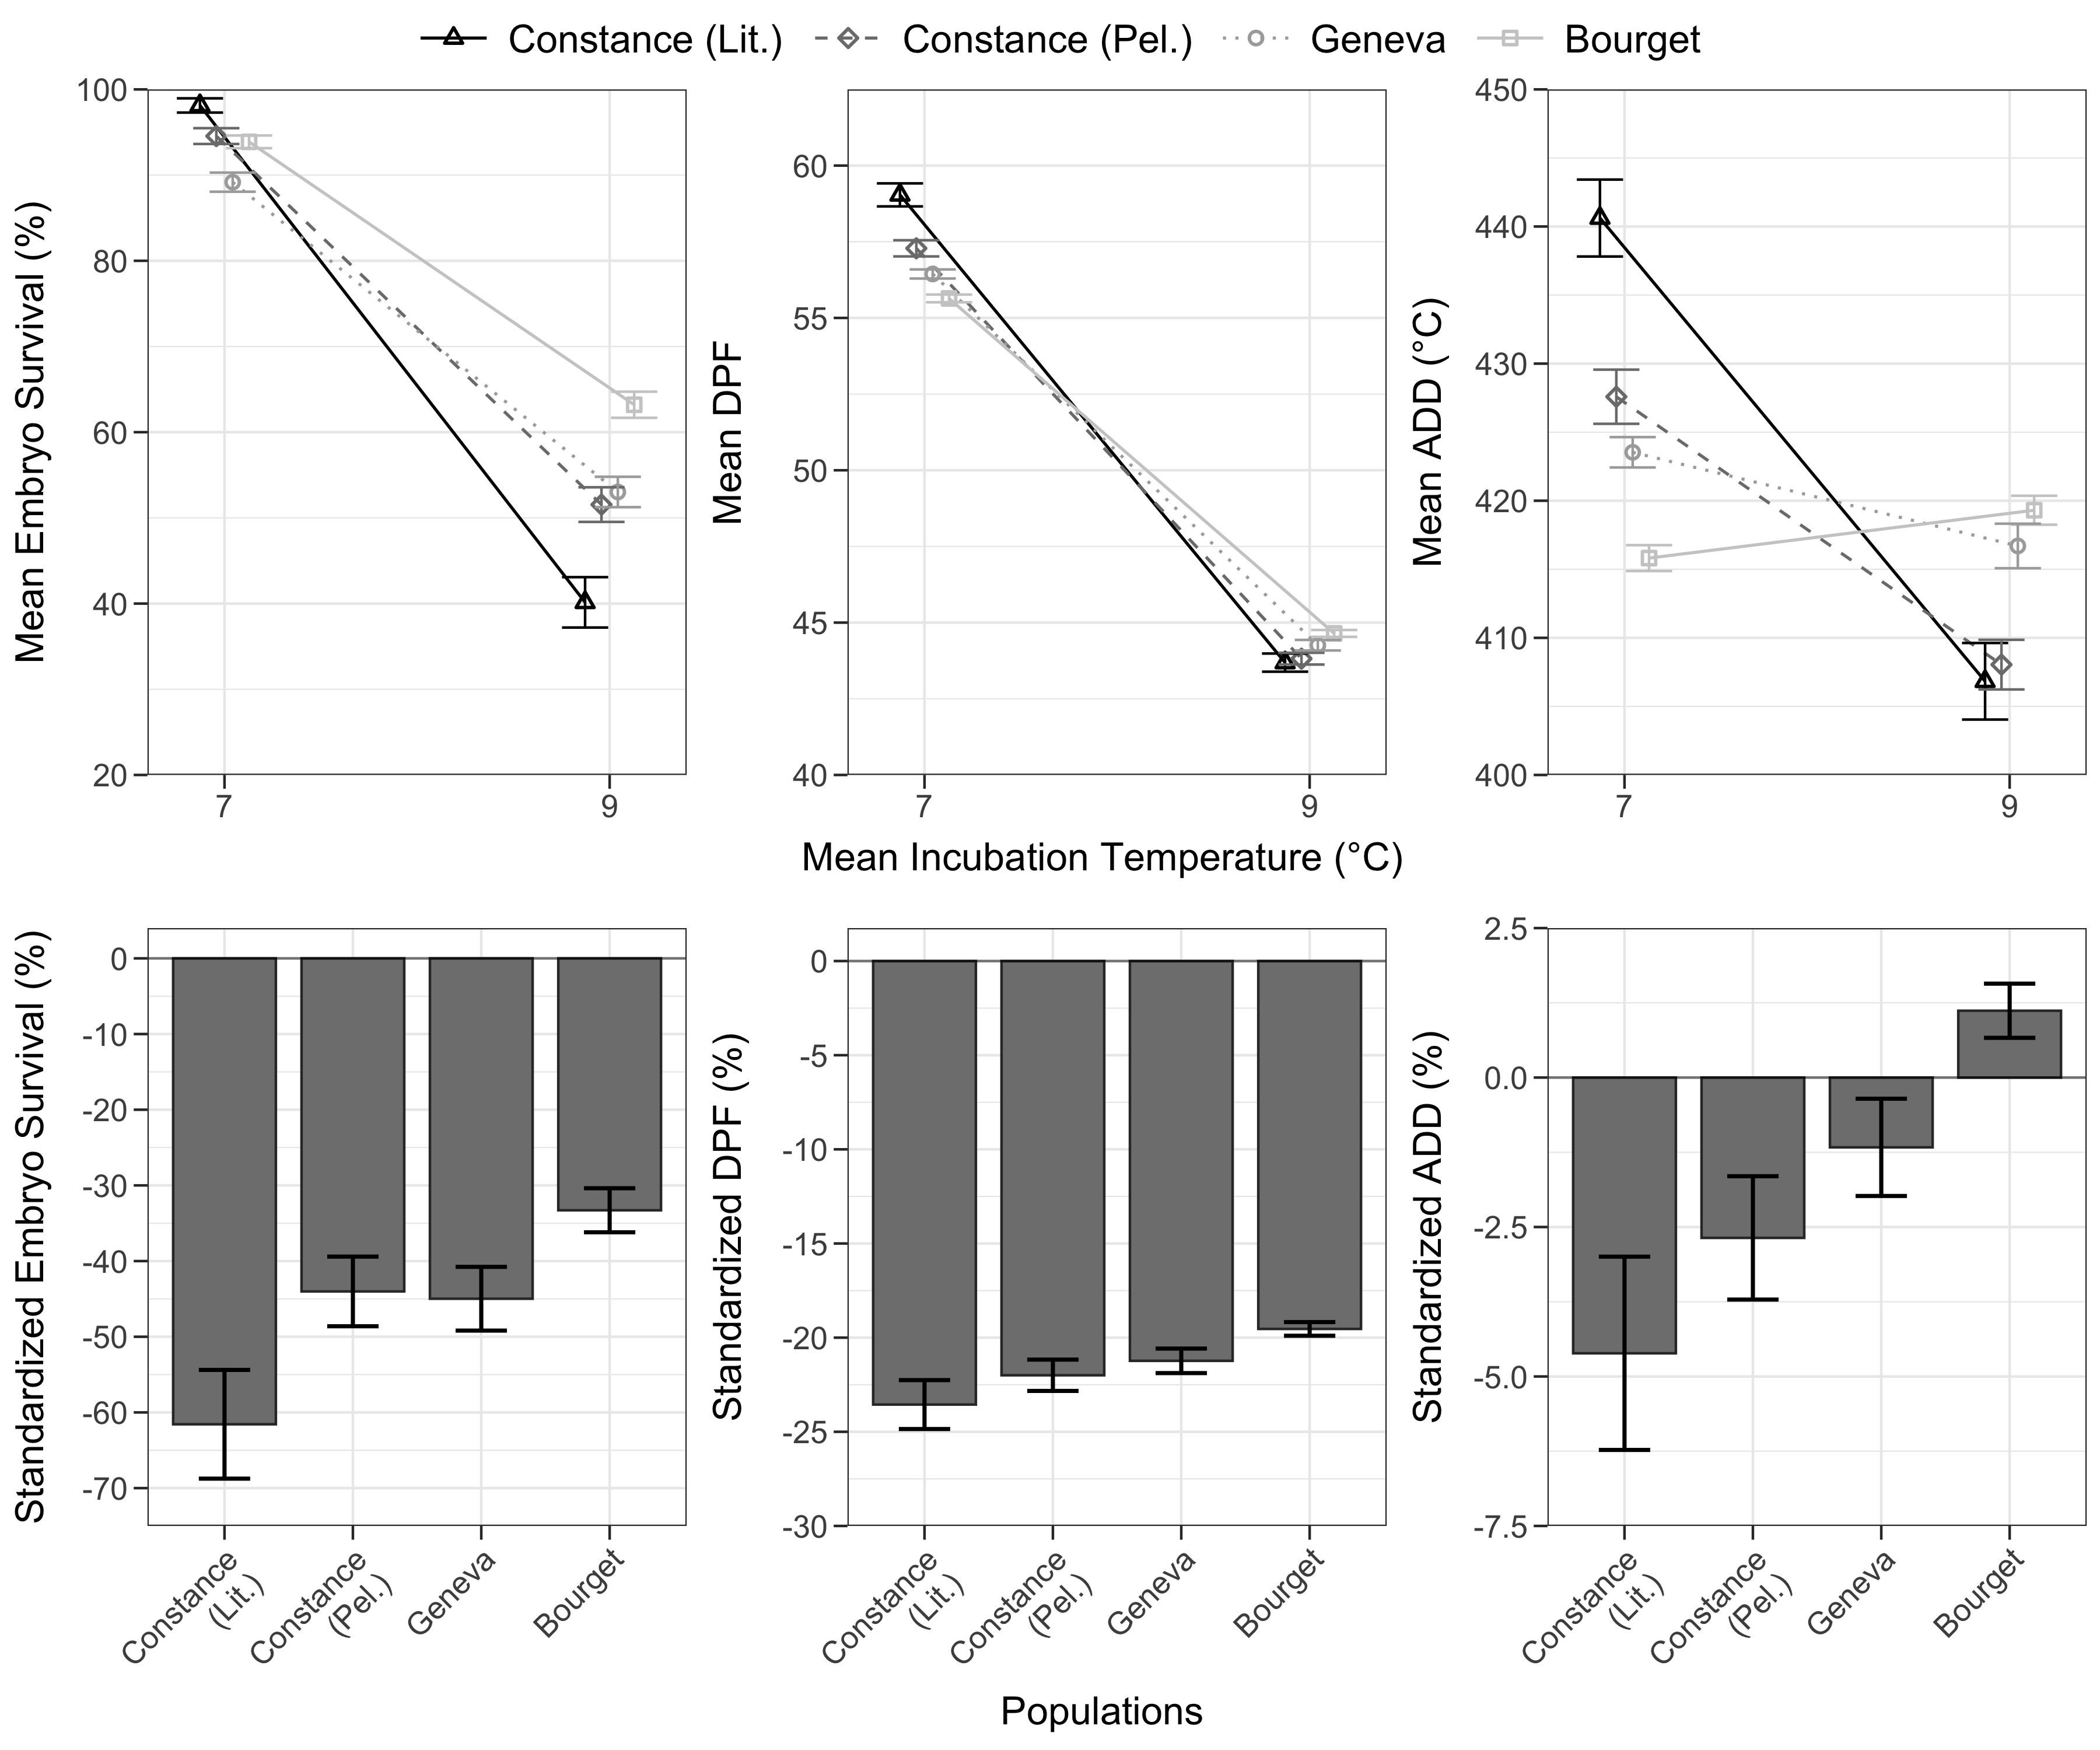 Constance (Lit.) Constance (Pel.) Geneva Bourget
Mean Embryo Survival (%)
100
80
60
40
20
7 9
Mean DPF
60
55
50
45
40
7 9
Mean ADD (°C)
450
440
430
420
410
400
7 9
Mean Incubation Temperature (°C)
Standardized Embryo Survival (%)
0
-10
-20
-30
-40
-50
-60
-70
Constance
(Lit.)
Constance
(Pel.)
Geneva
Bourget
Standardized DPF (%)
0
-5
-10
-15
-20
-25
-30
Constance
(Lit.)
Constance
(Pel.)
Geneva
Bourget
Standardized ADD (%)
2.5
0.0
-2.5
-5.0
-7.5
Constance
(Lit.)
Constance
(Pel.)
Geneva
Bourget
Populations